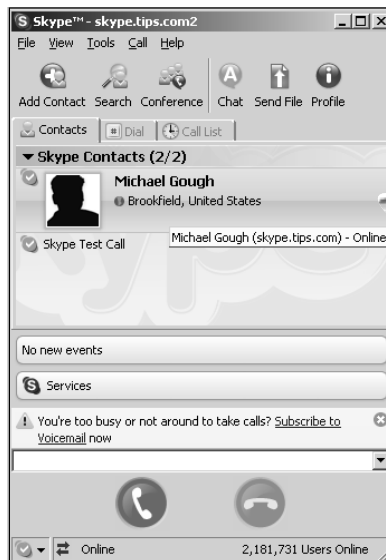 Skype™ - skype.tips.com2
File View Tools Call Help
Add Contact Search Conference Chat Send File Profile
Contacts Dial Call List
Skype Contacts (2/2)
Michael Gough
Brookfield, United States
Michael Gough (skype.tips.com) - Online
Skype Test Call
No new events
Services
You're too busy or not around to take calls? Subscribe to
Voicemail now
Online 2,181,731 Users Online